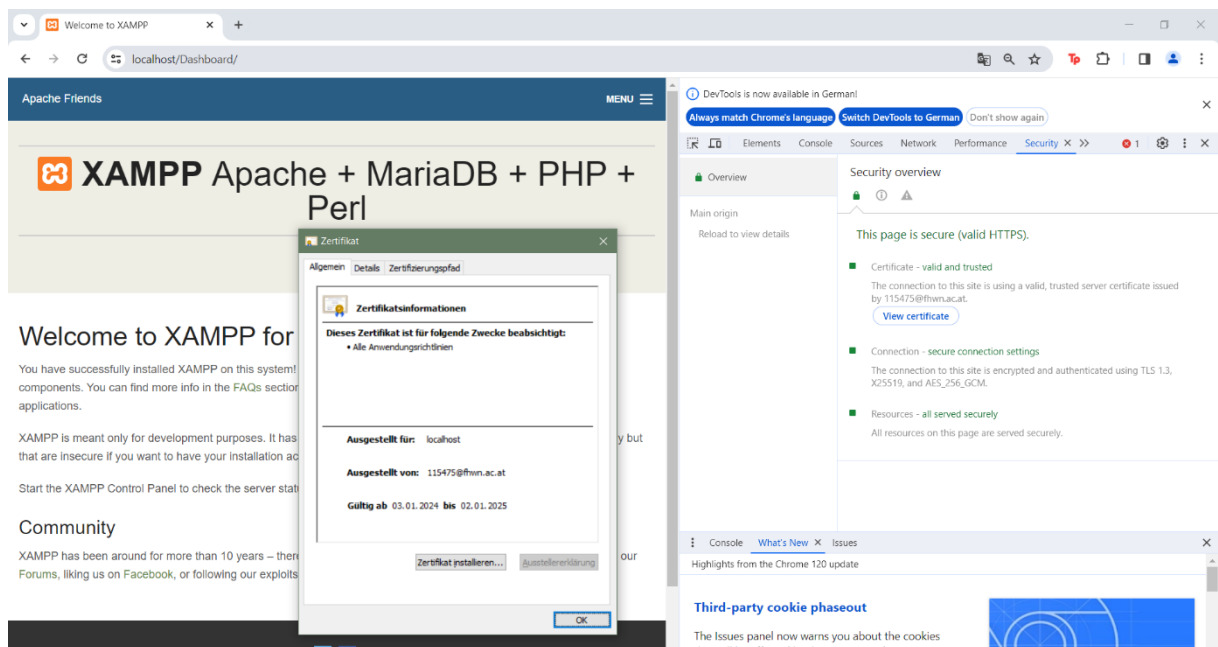 Welcome to XAMPP
localhost/Dashboard/
Apache Friends
MENU
XAMPP Apache + MariaDB + PHP +
Perl
Welcome to XAMPP for
You have successfully installed XAMPP on this system!
components. You can find more info in the FAQs section
applications.
XAMPP is meant only for development purposes. It has
y but
that are insecure if you want to have your installation ac
Start the XAMPP Control Panel to check the server stat
Community
XAMPP has been around for more than 10 years – there
our
Forums, liking us on Facebook, or following our exploits
Zertifikat
Allgemein Details Zertifizierungspfad
Zertifikatsinformationen
Dieses Zertifikat ist für folgende Zwecke beabsichtigt:
• Alle Anwendungsrichtlinien
Ausgestellt für: localhost
Ausgestellt von: 115475@fhwn.ac.at
Gültig ab 03.01.2024 bis 02.01.2025
Zertifikat installieren... Ausstellererklärung
OK
DevTools is now available in German!
Always match Chrome's language Switch DevTools to German Don't show again
Elements Console Sources Network Performance Security 1
Overview
Main origin
Reload to view details
Security overview
This page is secure (valid HTTPS).
Certificate - valid and trusted
The connection to this site is using a valid, trusted server certificate issued
by 115475@fhwn.ac.at.
View certificate
Connection - secure connection settings
The connection to this site is encrypted and authenticated using TLS 1.3,
X25519, and AES_256_GCM.
Resources - all served securely
All resources on this page are served securely.
Console What's New Issues
Highlights from the Chrome 120 update
Third-party cookie phaseout
The Issues panel now warns you about the cookies